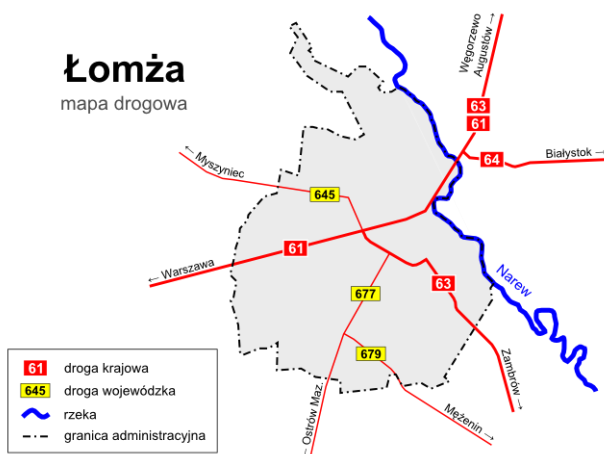 Łomża
mapa drogowa
Węgorzewo →
Augustów →
63
61
64
Białystok →
← Myszyniec
645
61
← Warszawa
677
63
Narew
679
Zambrów →
← Ostrów Maz.
Mężenin →
61 droga krajowa
645 droga wojewódzka
rzeka
granica administracyjna